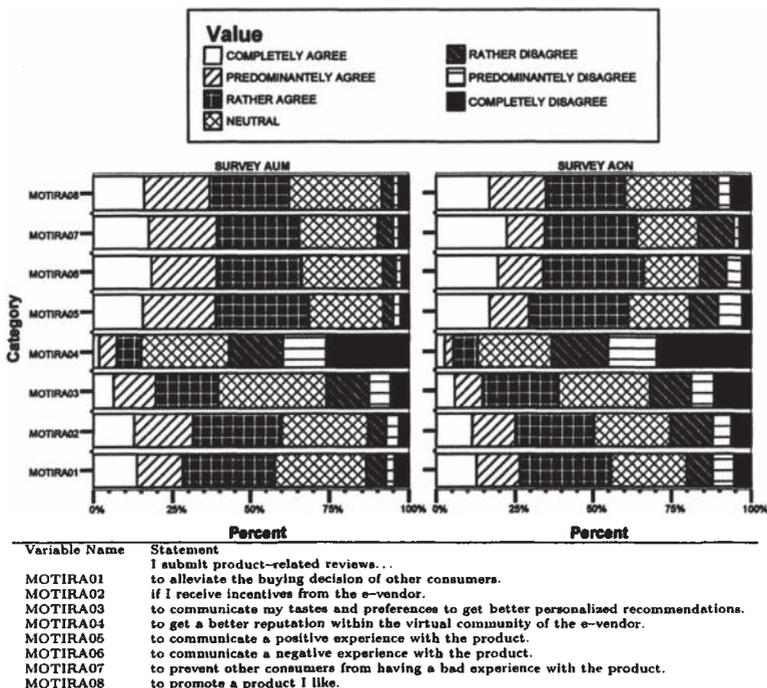 Value
COMPLETELY AGREE
PREDOMINANTELY AGREE
RATHER AGREE
NEUTRAL
RATHER DISAGREE
PREDOMINANTELY DISAGREE
COMPLETELY DISAGREE
SURVEY AUM SURVEY AON
Category
MOTIRA08
MOTIRA07
MOTIRA06
MOTIRA05
MOTIRA04
MOTIRA03
MOTIRA02
MOTIRA01
0% 25% 50% 75% 100% 0% 25% 50% 75% 100%
Percent Percent
Variable Name Statement
I submit product-related reviews...
MOTIRA01 to alleviate the buying decision of other consumers.
MOTIRA02 if I receive incentives from the e-vendor.
MOTIRA03 to communicate my tastes and preferences to get better personalized recommendations.
MOTIRA04 to get a better reputation within the virtual community of the e-vendor.
MOTIRA05 to communicate a positive experience with the product.
MOTIRA06 to communicate a negative experience with the product.
MOTIRA07 to prevent other consumers from having a bad experience with the product.
MOTIRA08 to promote a product I like.